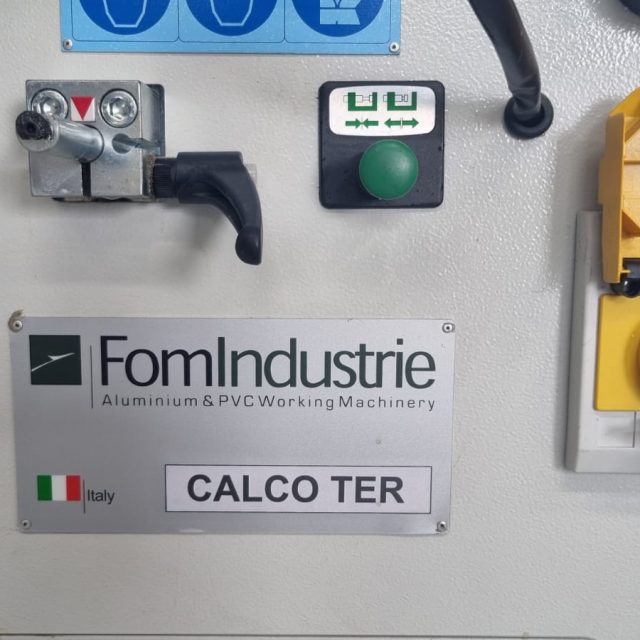 FomIndustrie
Aluminium & PVC Working Machinery
Italy
CALCO TER